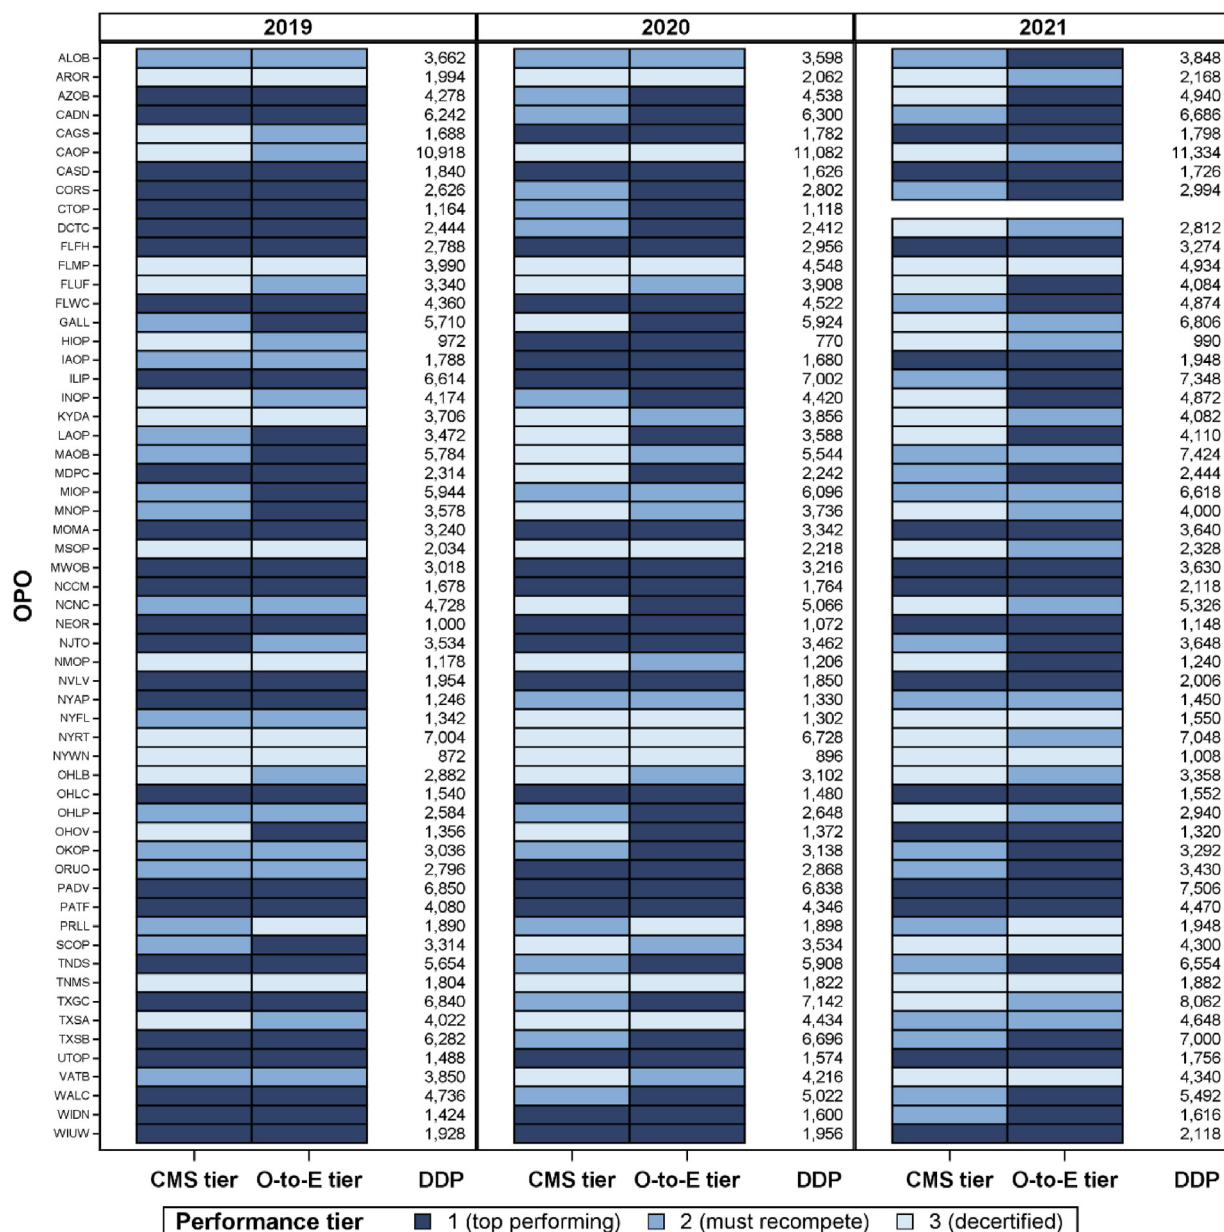 2019 2020 2021
ALOB 3,662 3,598 3,848
AROR 1,994 2,062 2,168
AZOB 4,278 4,538 4,940
CADN 6,242 6,300 6,686
CAGS 1,688 1,782 1,798
CAOP 10,918 11,082 11,334
CASD 1,840 1,626 1,726
CORS 2,626 2,802 2,994
CTOP 1,164 1,118
DCTC 2,444 2,412 2,812
FLFH 2,788 2,956 3,274
FLMP 3,990 4,548 4,934
FLUF 3,340 3,908 4,084
FLWC 4,360 4,522 4,874
GALL 5,710 5,924 6,806
HIOP 972 770 990
IAOP 1,788 1,680 1,948
ILIP 6,614 7,002 7,348
INOP 4,174 4,420 4,872
KYDA 3,706 3,856 4,082
LAOP 3,472 3,588 4,110
MAOB 5,784 5,544 7,424
MDPC 2,314 2,242 2,444
MIOP 5,944 6,096 6,618
MNOP 3,578 3,736 4,000
MOMA 3,240 3,342 3,640
MSOP 2,034 2,218 2,328
MWOB 3,018 3,216 3,630
NCCM 1,678 1,764 2,118
NCNC 4,728 5,066 5,326
NEOR 1,000 1,072 1,148
NJTO 3,534 3,462 3,648
NMOP 1,178 1,206 1,240
NVLV 1,954 1,850 2,006
NYAP 1,246 1,330 1,450
NYFL 1,342 1,302 1,550
NYRT 7,004 6,728 7,048
NYWN 872 896 1,008
OHLB 2,882 3,102 3,358
OHLC 1,540 1,480 1,552
OHLP 2,584 2,648 2,940
OHOV 1,356 1,372 1,320
OKOP 3,036 3,138 3,292
ORUO 2,796 2,868 3,430
PADV 6,850 6,838 7,506
PATF 4,080 4,346 4,470
PRLL 1,890 1,898 1,948
SCOP 3,314 3,534 4,300
TNDS 5,654 5,908 6,554
TNMS 1,804 1,822 1,882
TXGC 6,840 7,142 8,062
TXSA 4,022 4,434 4,648
TXSB 6,282 6,696 7,000
UTOP 1,488 1,574 1,756
VATB 3,850 4,216 4,340
WALC 4,736 5,022 5,492
WIDN 1,424 1,600 1,616
WIUW 1,928 1,956 2,118
OPO
CMS tier O-to-E tier DDP CMS tier O-to-E tier DDP CMS tier O-to-E tier DDP
Performance tier 1 (top performing) 2 (must recompete) 3 (decertified)